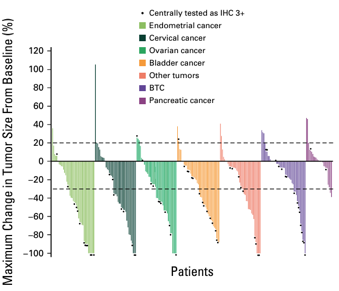 Centrally tested as IHC 3+
Endometrial cancer
Cervical cancer
Ovarian cancer
Bladder cancer
Other tumors
BTC
Pancreatic cancer
Maximum Change in Tumor Size From Baseline (%)
120
100
80
60
40
20
0
−20
−40
−60
−80
−100
Patients